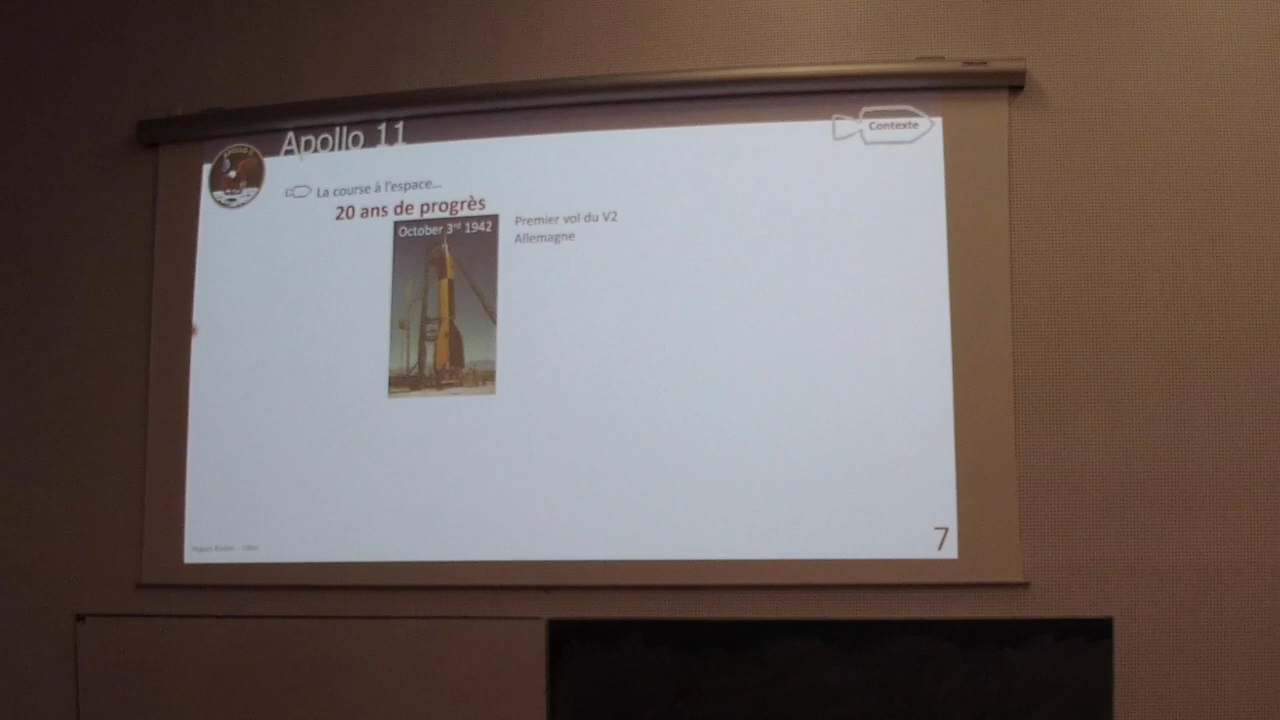 Apollo 11
Contexte
La course à l'espace...
20 ans de progrès
October 3rd 1942
Premier vol du V2
Allemagne
7